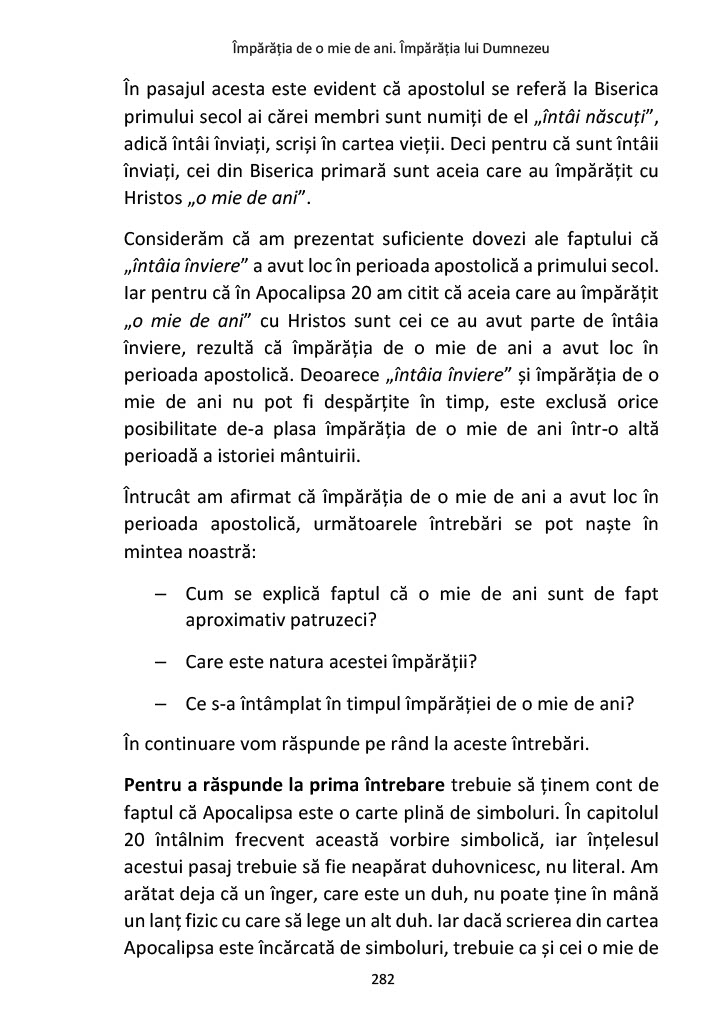 Împărăția de o mie de ani. Împărăția lui Dumnezeu
În pasajul acesta este evident că apostolul se referă la Biserica
primului secol ai cărei membri sunt numiți de el „întâi născuți”,
adică întâi înviați, scriși în cartea vieții. Deci pentru că sunt întâii
înviați, cei din Biserica primară sunt aceia care au împărățit cu
Hristos „o mie de ani”.
Considerăm că am prezentat suficiente dovezi ale faptului că
„întâia înviere” a avut loc în perioada apostolică a primului secol.
Iar pentru că în Apocalipsa 20 am citit că aceia care au împărățit
„o mie de ani” cu Hristos sunt cei ce au avut parte de întâia
înviere, rezultă că împărăția de o mie de ani a avut loc în
perioada apostolică. Deoarece „întâia înviere” și împărăția de o
mie de ani nu pot fi despărțite în timp, este exclusă orice
posibilitate de-a plasa împărăția de o mie de ani într-o altă
perioadă a istoriei mântuirii.
Întrucât am afirmat că împărăția de o mie de ani a avut loc în
perioada apostolică, următoarele întrebări se pot naște în
mintea noastră:
– Cum se explică faptul că o mie de ani sunt de fapt
aproximativ patruzeci?
– Care este natura acestei împărății?
– Ce s-a întâmplat în timpul împărăției de o mie de ani?
În continuare vom răspunde pe rând la aceste întrebări.
Pentru a răspunde la prima întrebare trebuie să ținem cont de
faptul că Apocalipsa este o carte plină de simboluri. În capitolul
20 întâlnim frecvent această vorbire simbolică, iar înțelesul
acestui pasaj trebuie să fie neapărat duhovnicesc, nu literal. Am
arătat deja că un înger, care este un duh, nu poate ține în mână
un lanț fizic cu care să lege un alt duh. Iar dacă scrierea din cartea
Apocalipsa este încărcată de simboluri, trebuie ca și cei o mie de
282